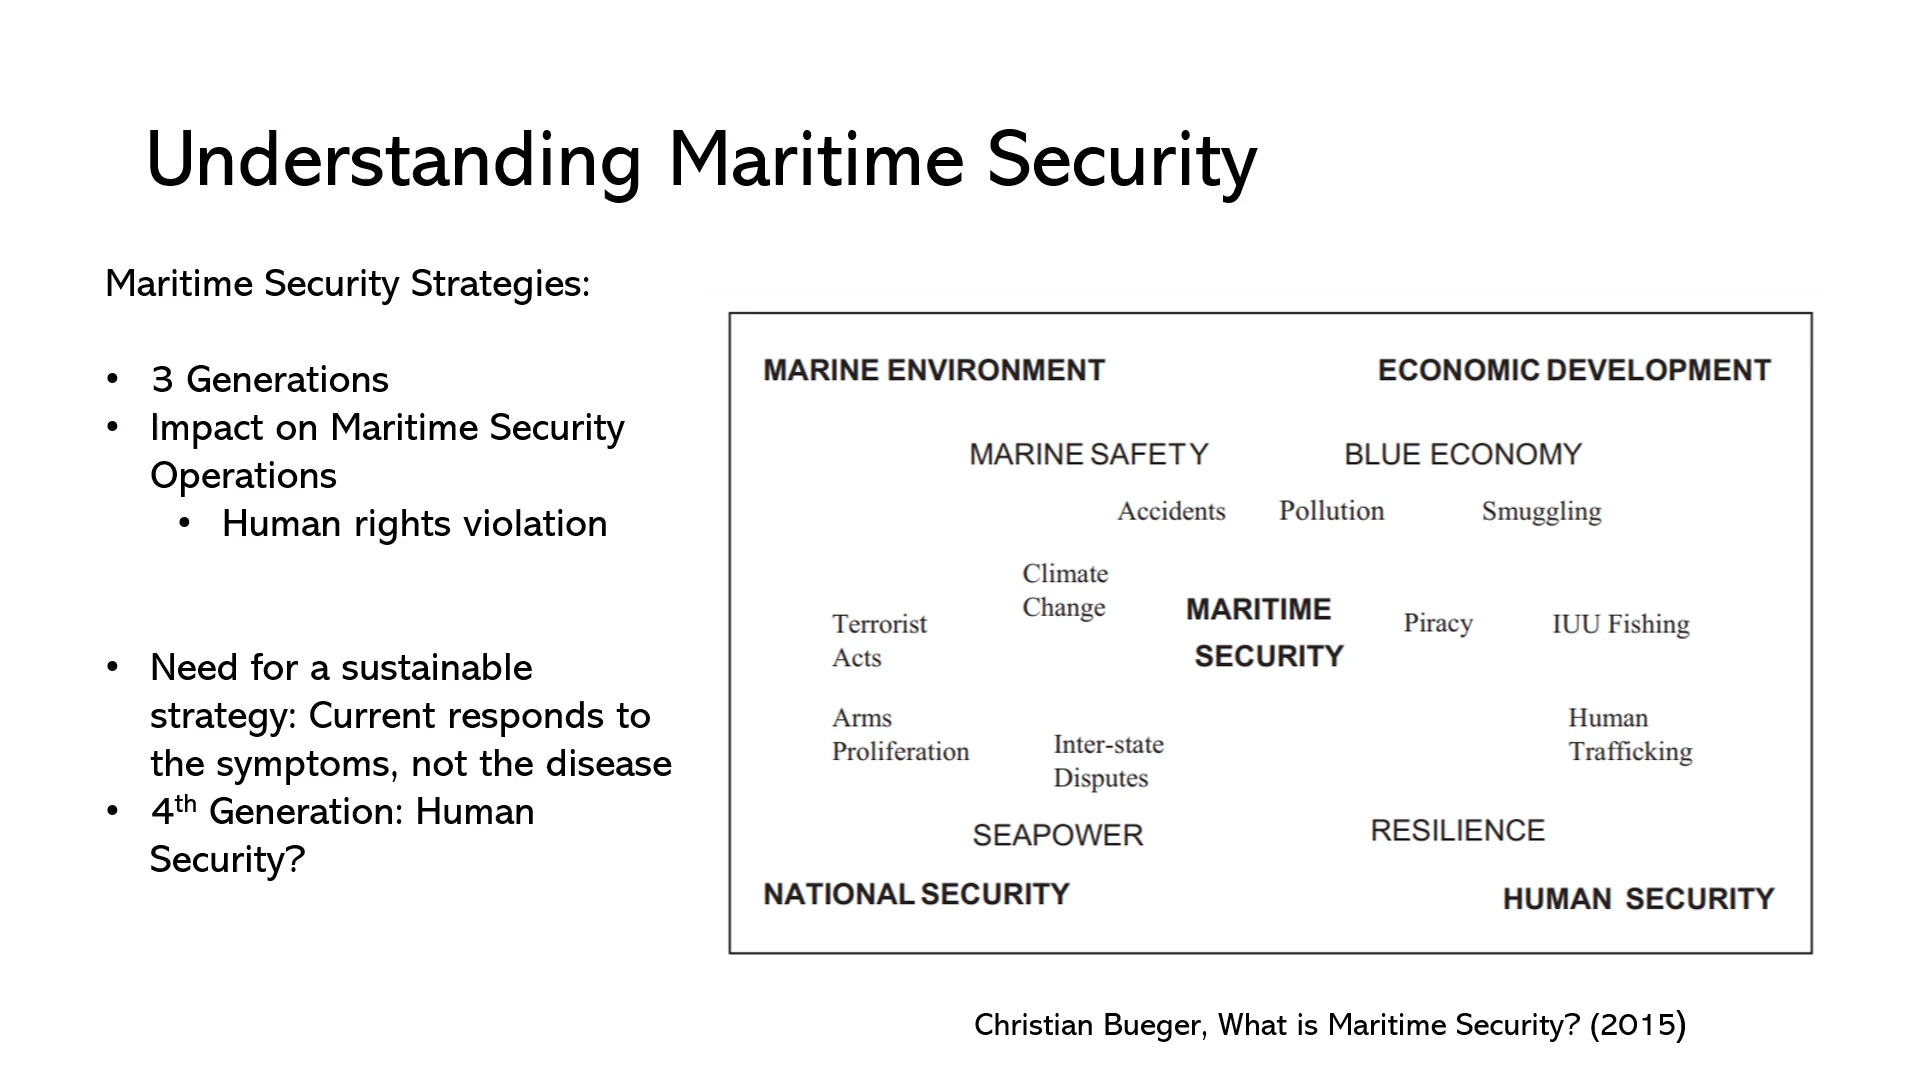 Understanding Maritime Security
Maritime Security Strategies:
• 3 Generations
• Impact on Maritime Security
Operations
• Human rights violation
• Need for a sustainable
strategy: Current responds to
the symptoms, not the disease
• 4th Generation: Human
Security?
MARINE ENVIRONMENT
ECONOMIC DEVELOPMENT
MARINE SAFETY
BLUE ECONOMY
Accidents
Pollution
Smuggling
Climate
Change
Terrorist
Acts
MARITIME
SECURITY
Piracy
IUU Fishing
Arms
Proliferation
Inter-state
Disputes
Human
Trafficking
SEAPOWER
RESILIENCE
NATIONAL SECURITY
HUMAN SECURITY
Christian Bueger, What is Maritime Security? (2015)